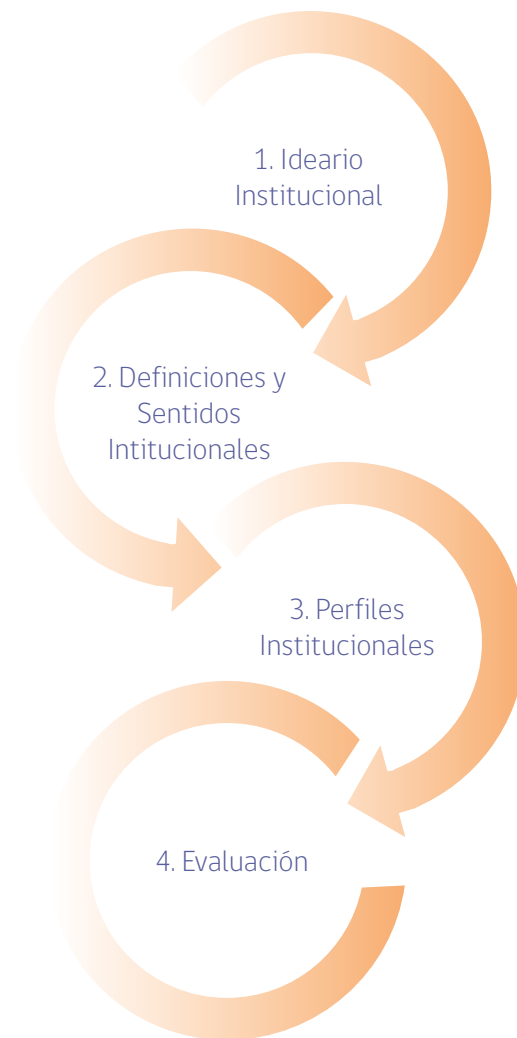 1. Ideario
Institucional
2. Definiciones y
Sentidos
Intitucionales
3. Perfiles
Institucionales
4. Evaluación